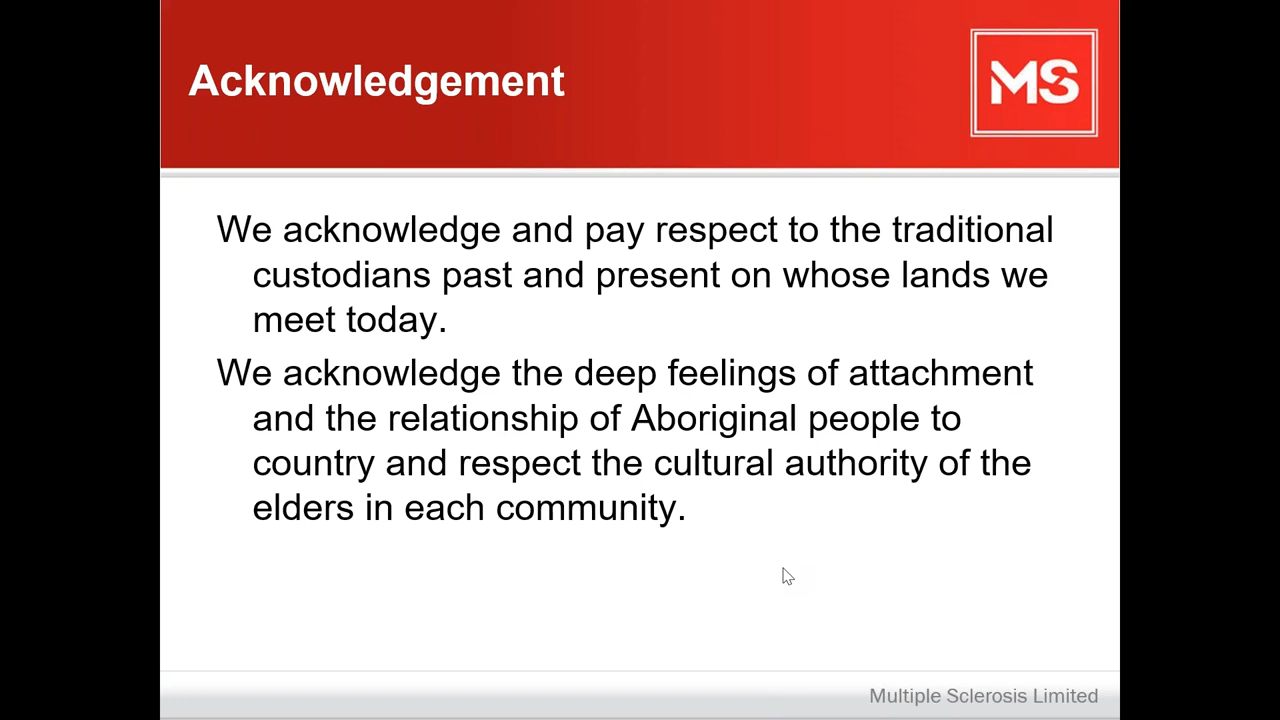 Acknowledgement
MS
We acknowledge and pay respect to the traditional
custodians past and present on whose lands we
meet today.
We acknowledge the deep feelings of attachment
and the relationship of Aboriginal people to
country and respect the cultural authority of the
elders in each community.
Multiple Sclerosis Limited